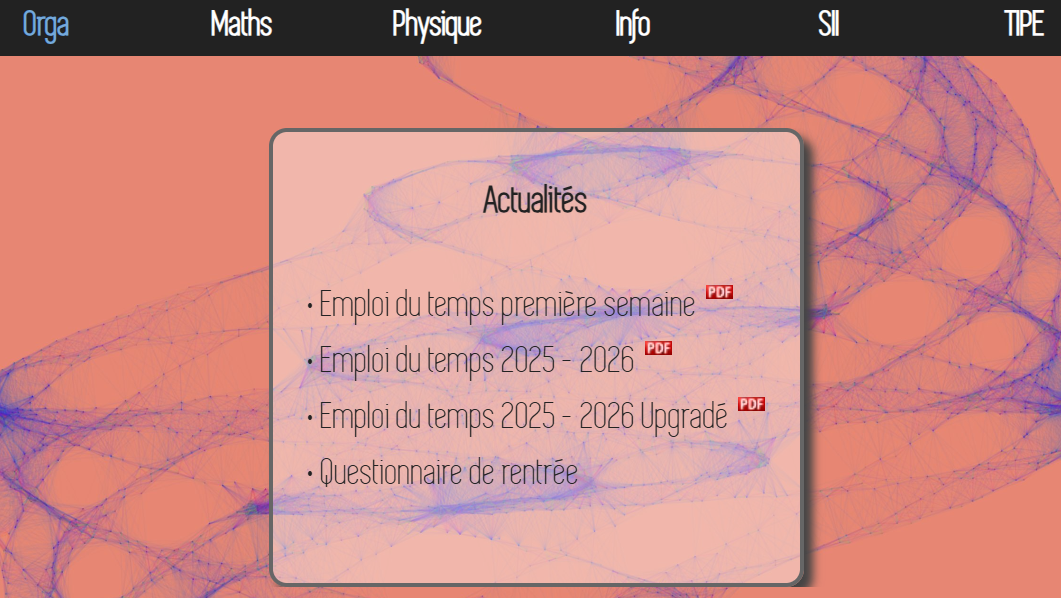 Orga Maths Physique Info SII TIPE
Actualités
• Emploi du temps première semaine PDF
• Emploi du temps 2025 - 2026 PDF
• Emploi du temps 2025 - 2026 Upgradé PDF
• Questionnaire de rentrée